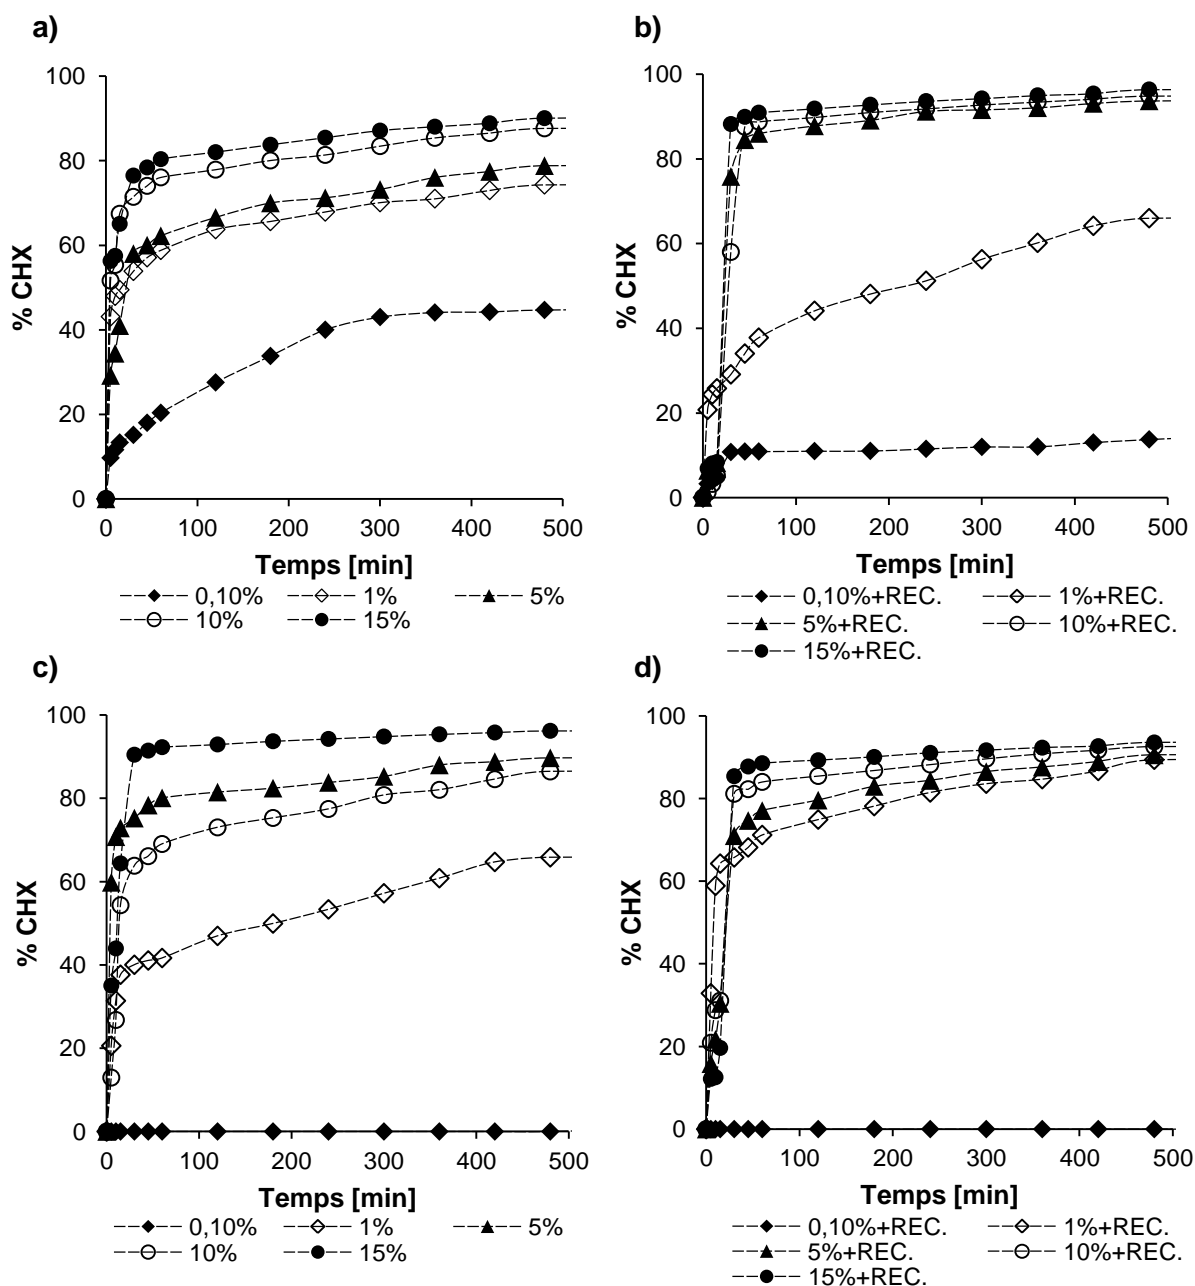 a)
100
80
60
40
20
0
% CHX
0 100 200 300 400 500
Temps [min]
0,10% 1% 5%
10% 15%
b)
100
80
60
40
20
0
% CHX
0 100 200 300 400 500
Temps [min]
0,10%+REC. 1%+REC.
5%+REC. 10%+REC.
15%+REC.
c)
100
80
60
40
20
0
% CHX
0 100 200 300 400 500
Temps [min]
0,10% 1% 5%
10% 15%
d)
100
80
60
40
20
0
% CHX
0 100 200 300 400 500
Temps [min]
0,10%+REC. 1%+REC.
5%+REC. 10%+REC.
15%+REC.